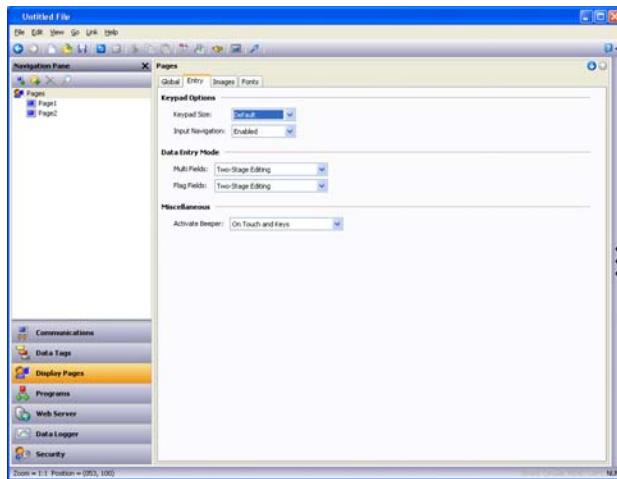 Untitled File
File Edit View Go Link Help
Navigation Pane
Pages
Page1
Page2
Pages
Global Entry Images Fonts
Keypad Options
Keypad Size: Default
Input Navigation: Enabled
Data Entry Mode
Multi Fields: Two-Stage Editing
Flag Fields: Two-Stage Editing
Miscellaneous
Activate Beeper: On Touch and Keys
Communications
Data Tags
Display Pages
Programs
Web Server
Data Logger
Security
Zoom = 1:1 Position = (053, 100)
NUM